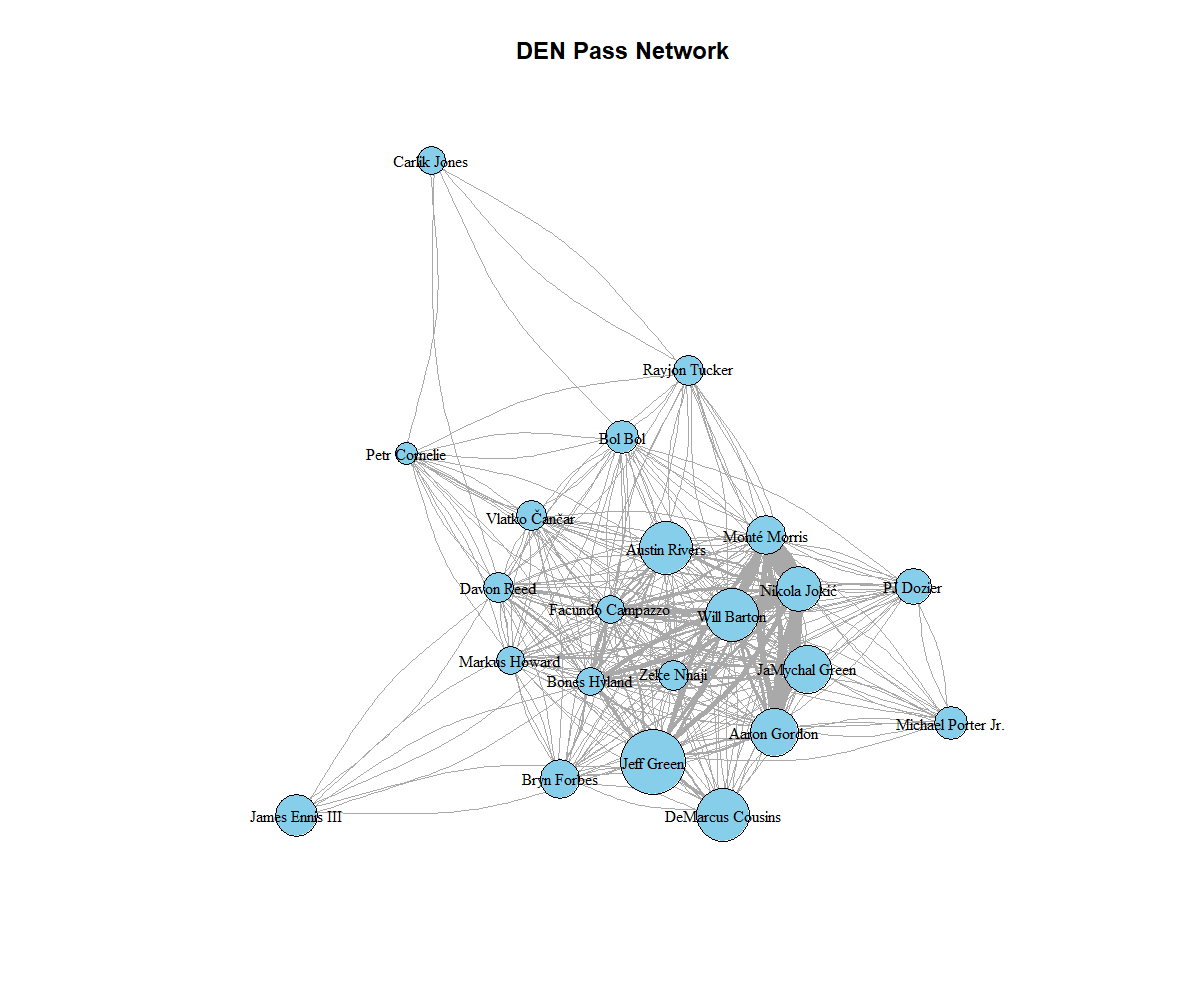 DEN Pass Network
Carlik Jones
Rayjon Tucker
Bol Bol
Petr Cornelie
Vlatko Čančar
Monté Morris
Austin Rivers
Davon Reed
PJ Dozier
Nikola Jokić
Facundo Campazzo
Will Barton
Markus Howard
JaMychal Green
Zeke Nnaji
Bones Hyland
Michael Porter Jr.
Aaron Gordon
Jeff Green
Bryn Forbes
James Ennis III
DeMarcus Cousins